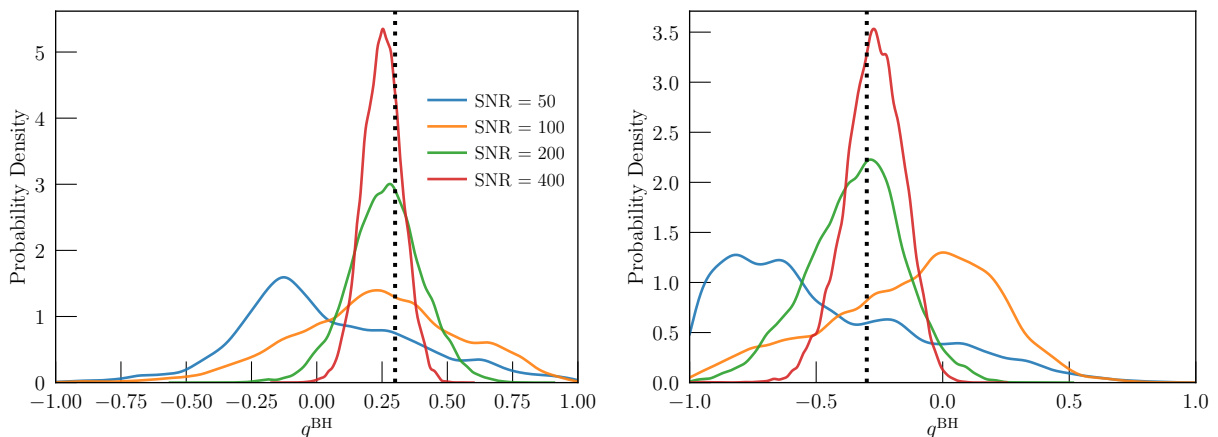 Probability Density
5
4
3
2
1
0
−1.00 −0.75 −0.50 −0.25 0.00 0.25 0.50 0.75 1.00
q^BH
SNR = 50
SNR = 100
SNR = 200
SNR = 400
Probability Density
3.5
3.0
2.5
2.0
1.5
1.0
0.5
0.0
−1.0 −0.5 0.0 0.5 1.0
q^BH